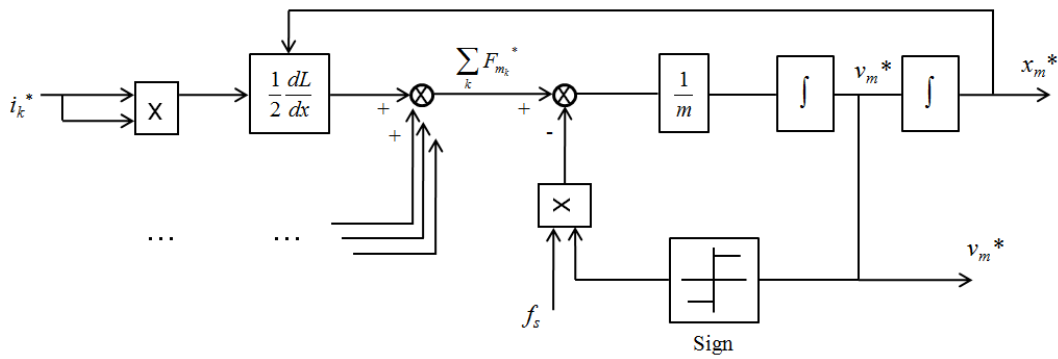 i_k*
X
1/2 dL/dx
+
+
∑_k F_{m_k}*
+
-
1/m
∫
v_m*
∫
x_m*
X
f_s
Sign
v_m*
...
...